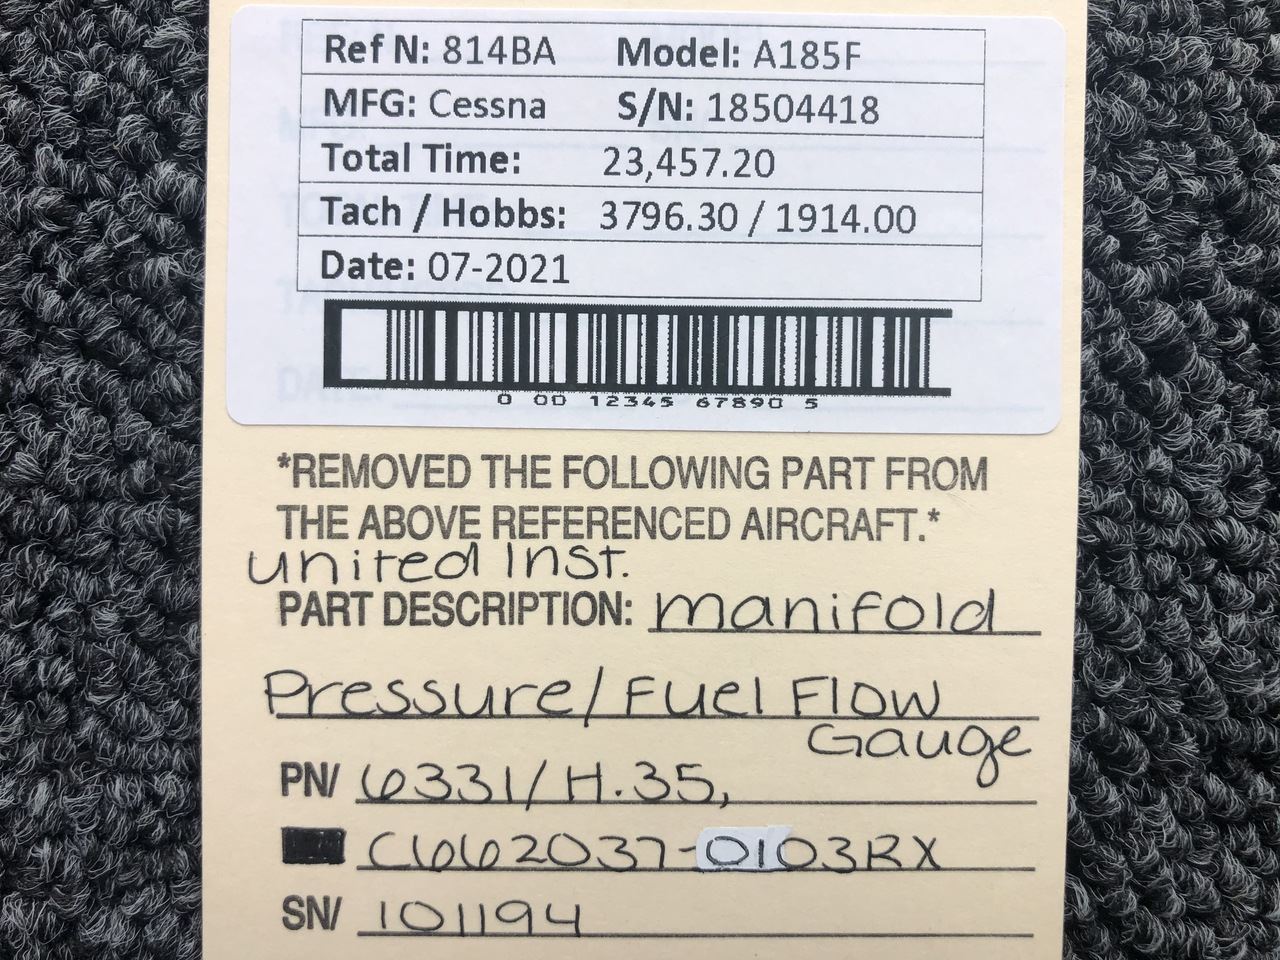 Ref N: 814BA Model: A185F
MFG: Cessna S/N: 18504418
Total Time: 23,457.20
Tach / Hobbs: 3796.30 / 1914.00
Date: 07-2021
0 00 12345 67890 5
DATE
*REMOVED THE FOLLOWING PART FROM
THE ABOVE REFERENCED AIRCRAFT.*
United Inst.
PART DESCRIPTION: Manifold
Pressure/Fuel Flow
Gauge
PN/ 6331/H.35,
C662037-0103RX
SN/ 101194